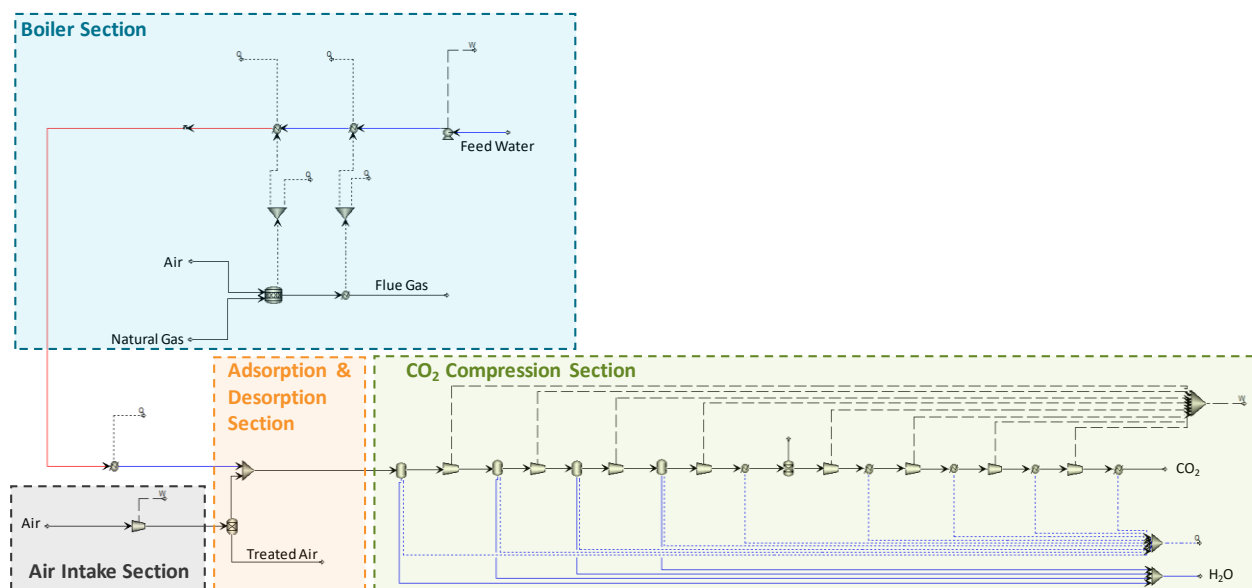 Boiler Section
W
Q
Q
Feed Water
Q
Q
Air
Flue Gas
Natural Gas
Adsorption &
Desorption
Section
CO₂ Compression Section
W
Q
CO₂
W
Air
Treated Air
Q
Air Intake Section
H₂O